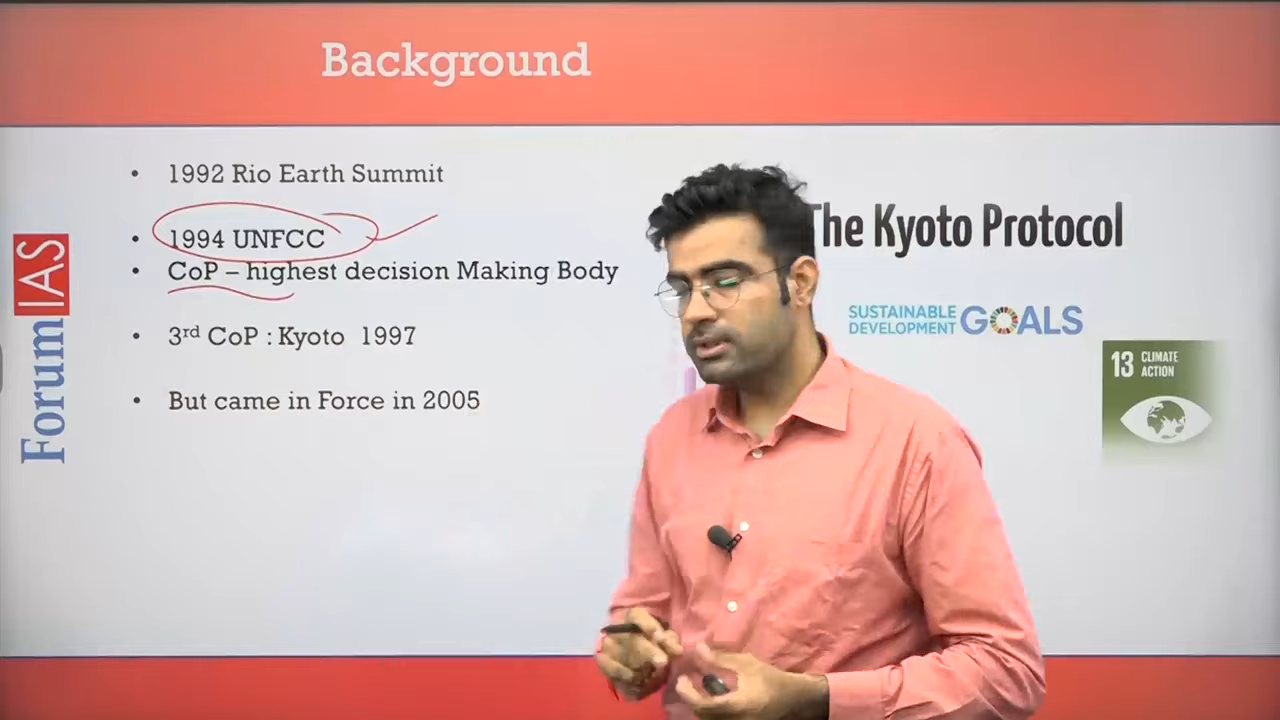 Background
• 1992 Rio Earth Summit
• 1994 UNFCC
• CoP – highest decision Making Body
• 3rd CoP : Kyoto 1997
• But came in Force in 2005
The Kyoto Protocol
SUSTAINABLE
DEVELOPMENT GOALS
13 CLIMATE
ACTION
ForumIAS